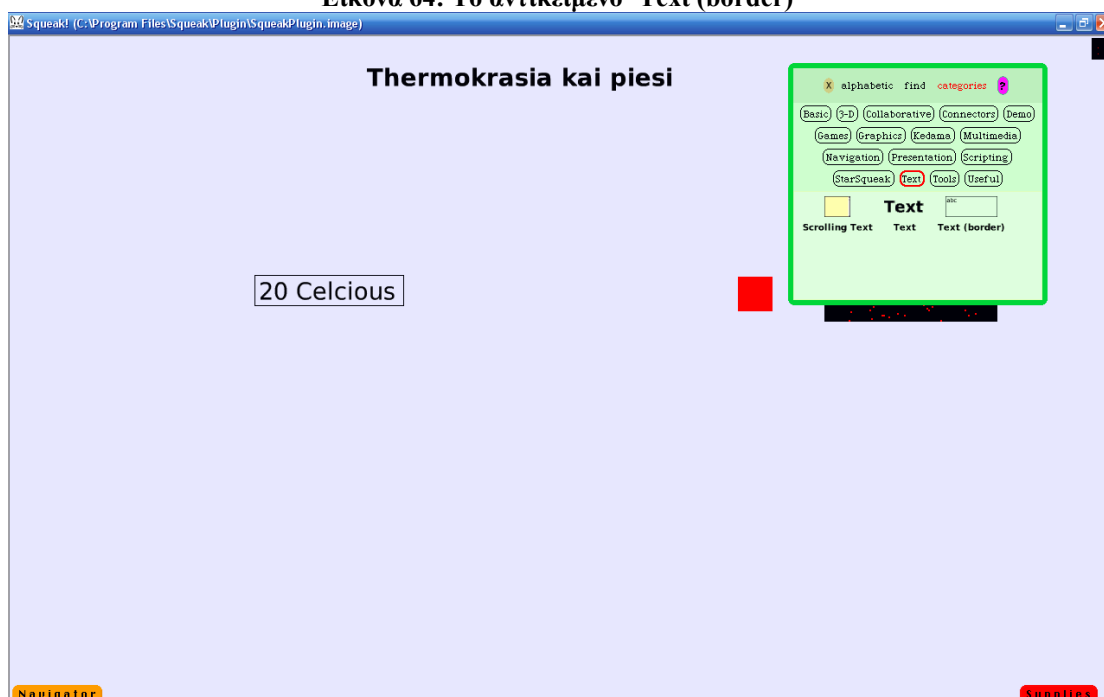 Εικόνα 64: Το αντικείμενο "Text (border)"
Squeak! (C:\Program Files\Squeak\Plugin\SqueakPlugin.image)
Thermokrasia kai piesi
X alphabetic find categories ?
Basic 3-D Collaborative Connectors Demo
Games Graphics Kedama Multimedia
Navigation Presentation Scripting
StarSqueak Text Tools Useful
Text abc
Scrolling Text Text Text (border)
20 Celcious
Navigator Supplies